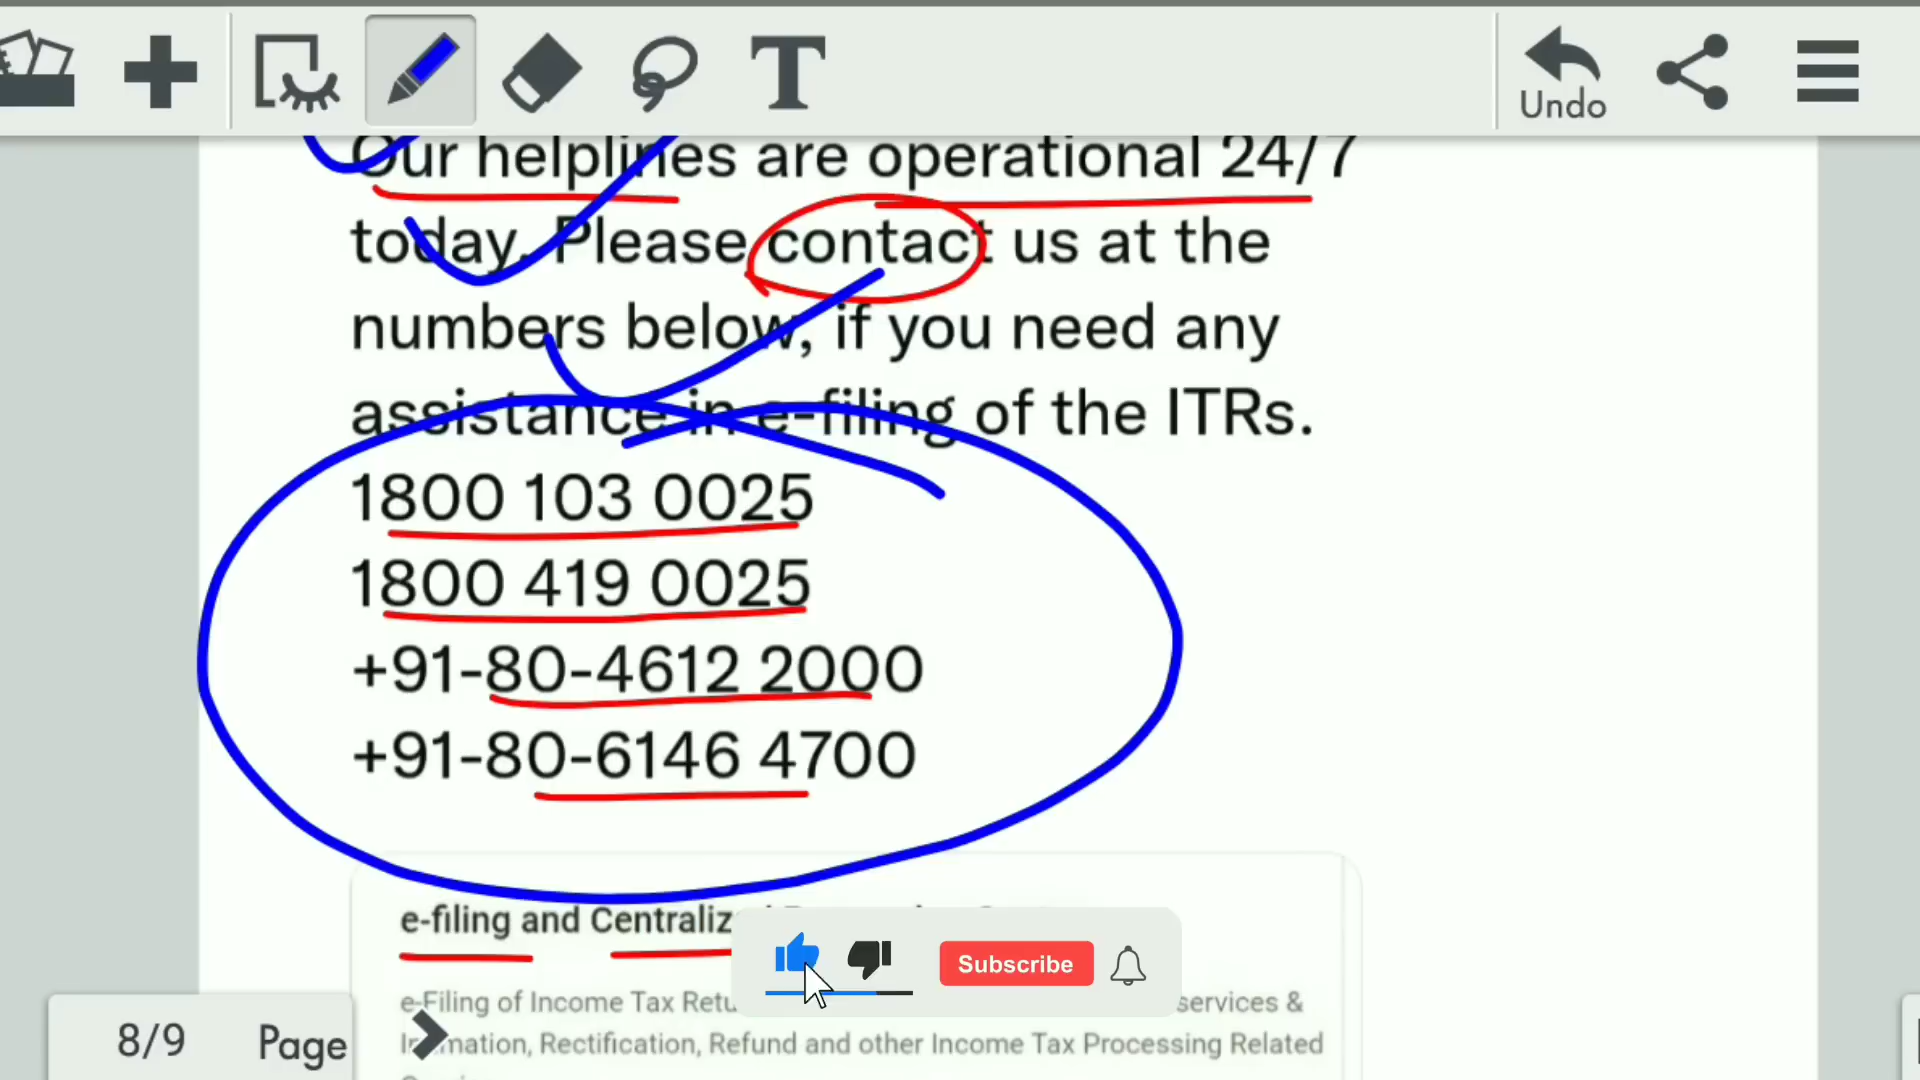 Undo
Our helplines are operational 24/7
today. Please contact us at the
numbers below, if you need any
assistance in e-filing of the ITRs.
1800 103 0025
1800 419 0025
+91-80-4612 2000
+91-80-6146 4700
e-filing and Centraliz
Subscribe
e-Filing of Income Tax Retu services &
mation, Rectification, Refund and other Income Tax Processing Related
8/9 Page